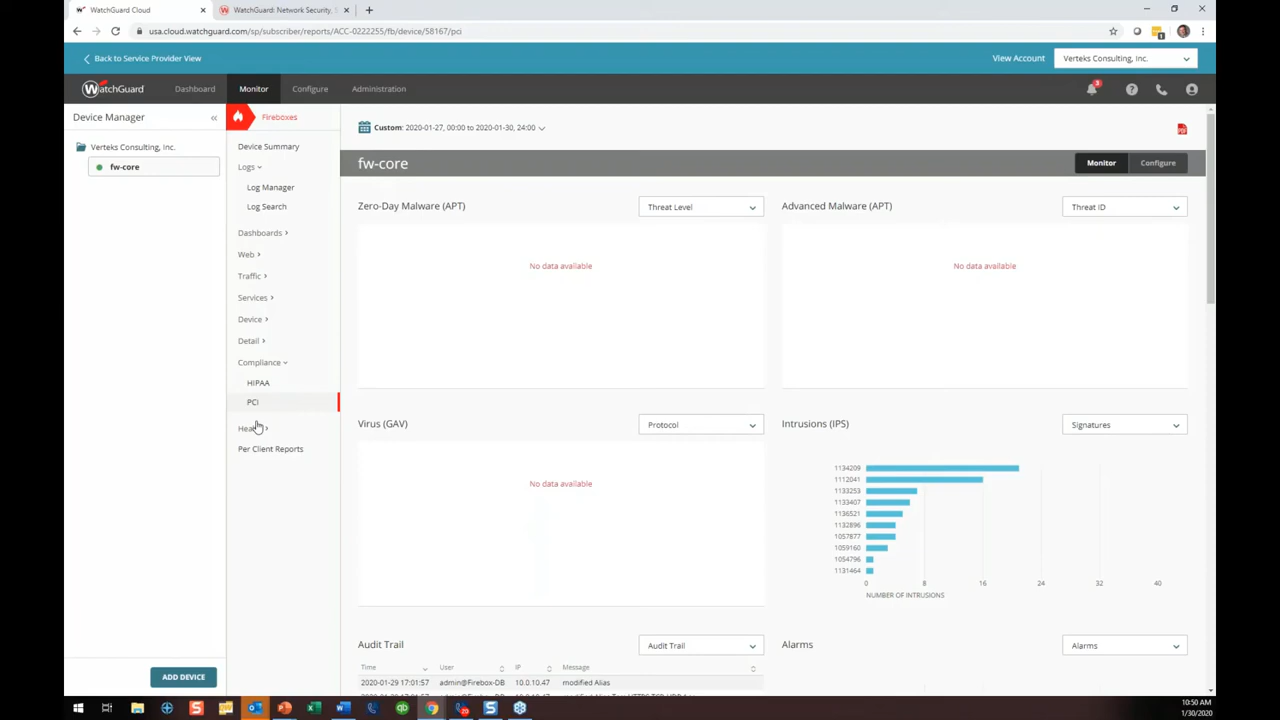 WatchGuard Cloud
WatchGuard: Network Security,
usa.cloud.watchguard.com/sp/subscriber/reports/ACC-0222255/fb/device/58167/pci
Back to Service Provider View
View Account
Verteks Consulting, Inc.
WatchGuard
Dashboard
Monitor
Configure
Administration
3
Device Manager
Fireboxes
Verteks Consulting, Inc.
fw-core
Device Summary
Logs
Log Manager
Log Search
Dashboards
Web
Traffic
Services
Device
Detail
Compliance
HIPAA
PCI
Per Client Reports
ADD DEVICE
Custom: 2020-01-27, 00:00 to 2020-01-30, 24:00
PDF
fw-core
Monitor
Configure
Zero-Day Malware (APT)
Threat Level
No data available
Advanced Malware (APT)
Threat ID
No data available
Virus (GAV)
Protocol
No data available
Intrusions (IPS)
Signatures
1134209
1112041
1133253
1133407
1136521
1132896
1057877
1059160
1054796
1131464
0 8 16 24 32 40
NUMBER OF INTRUSIONS
Audit Trail
Audit Trail
Time User IP Message
2020-01-29 17:01:57 admin@Firebox-DB 10.0.10.47 modified Alias
Alarms
Alarms
10:50 AM
1/30/2020